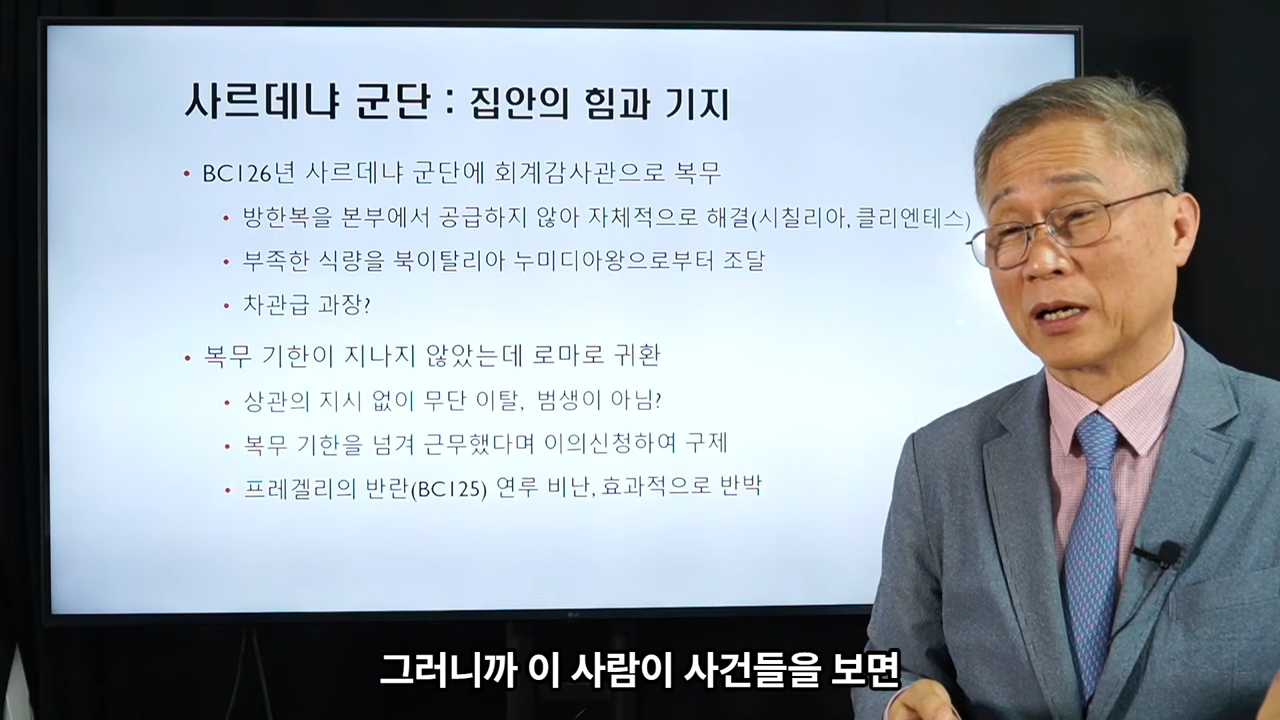 사르데냐 군단 : 집안의 힘과 기지
• BC126년 사르데냐 군단에 회계감사관으로 복무
• 방한복을 본부에서 공급하지 않아 자체적으로 해결(시칠리아, 클리엔테스)
• 부족한 식량을 북이탈리아 누미디아왕으로부터 조달
• 차관급 과장?
• 복무 기한이 지나지 않았는데 로마로 귀환
• 상관의 지시 없이 무단 이탈, 범생이 아님?
• 복무 기한을 넘겨 근무했다며 이의신청하여 구제
• 프레겔리의 반란(BC125) 연루 비난, 효과적으로 반박
LG
그러니까 이 사람이 사건들을 보면